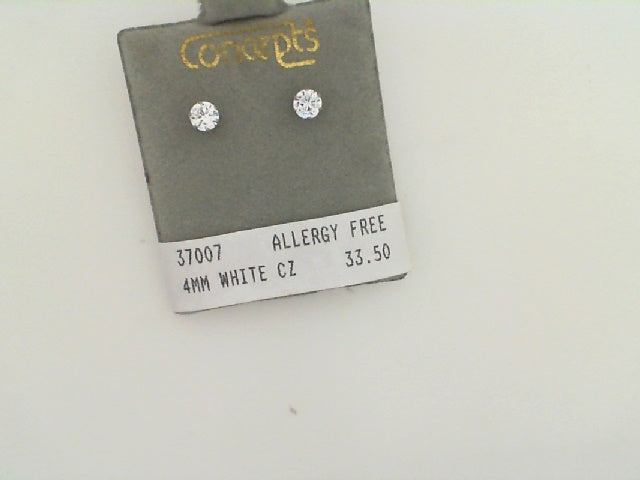 Concepts
37007 ALLERGY FREE
4MM WHITE CZ 33.50